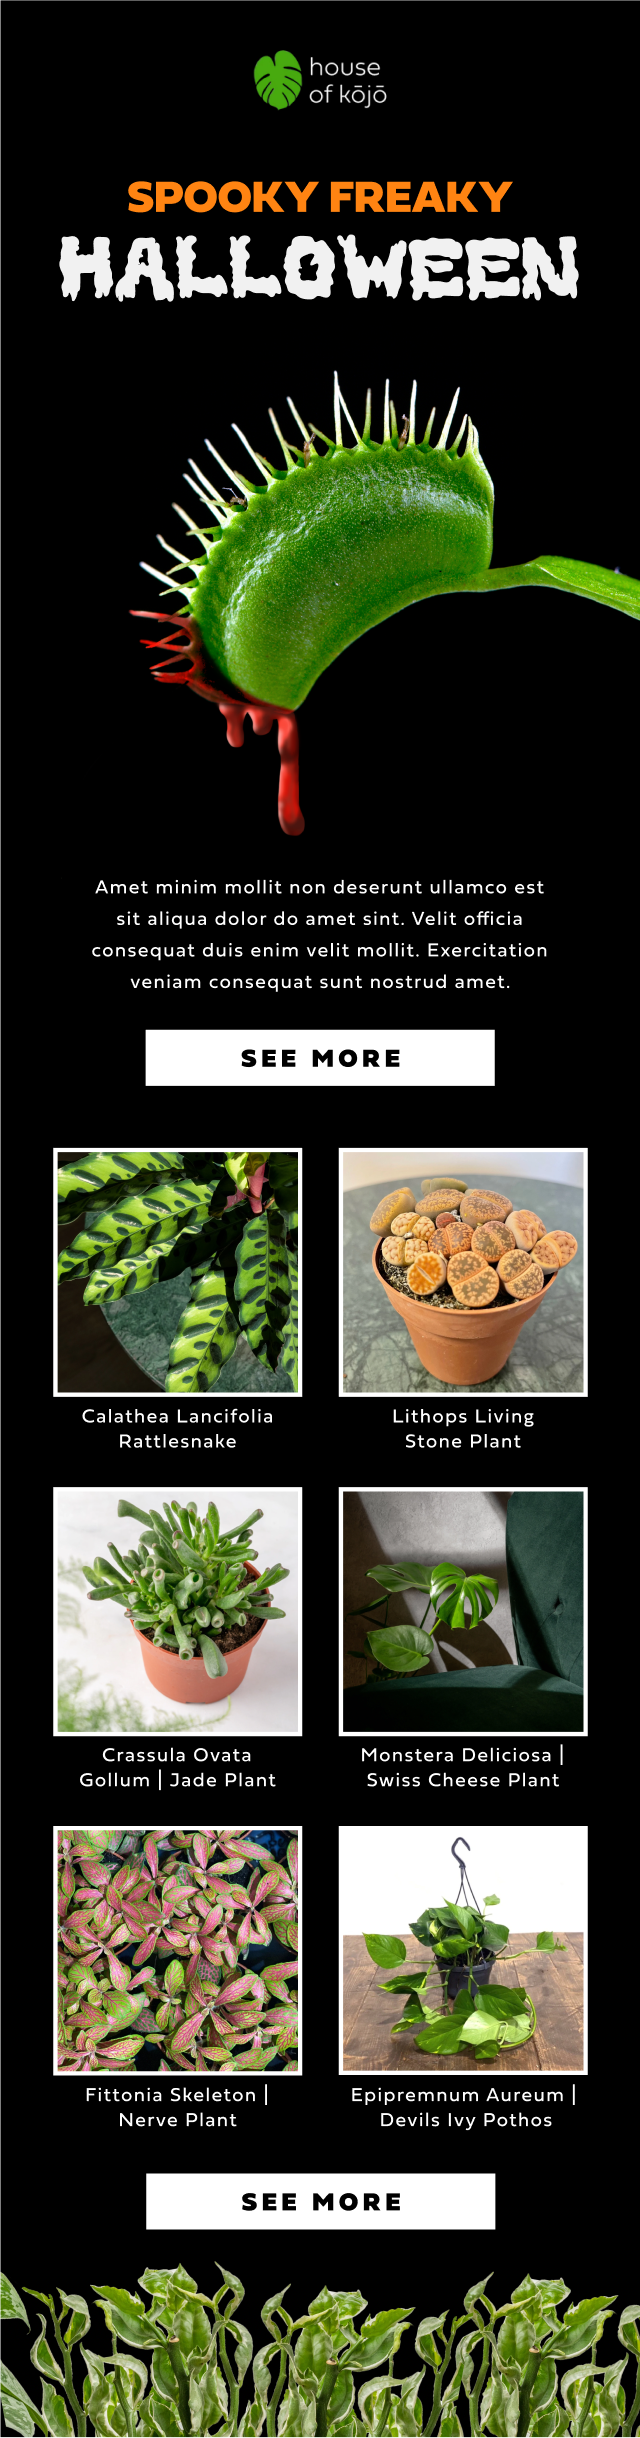 house
of kōjō
SPOOKY FREAKY
HALLOWEEN
Amet minim mollit non deserunt ullamco est
sit aliqua dolor do amet sint. Velit officia
consequat duis enim velit mollit. Exercitation
veniam consequat sunt nostrud amet.
SEE MORE
Calathea Lancifolia
Rattlesnake
Lithops Living
Stone Plant
Crassula Ovata
Gollum | Jade Plant
Monstera Deliciosa |
Swiss Cheese Plant
Fittonia Skeleton |
Nerve Plant
Epipremnum Aureum |
Devils Ivy Pothos
SEE MORE